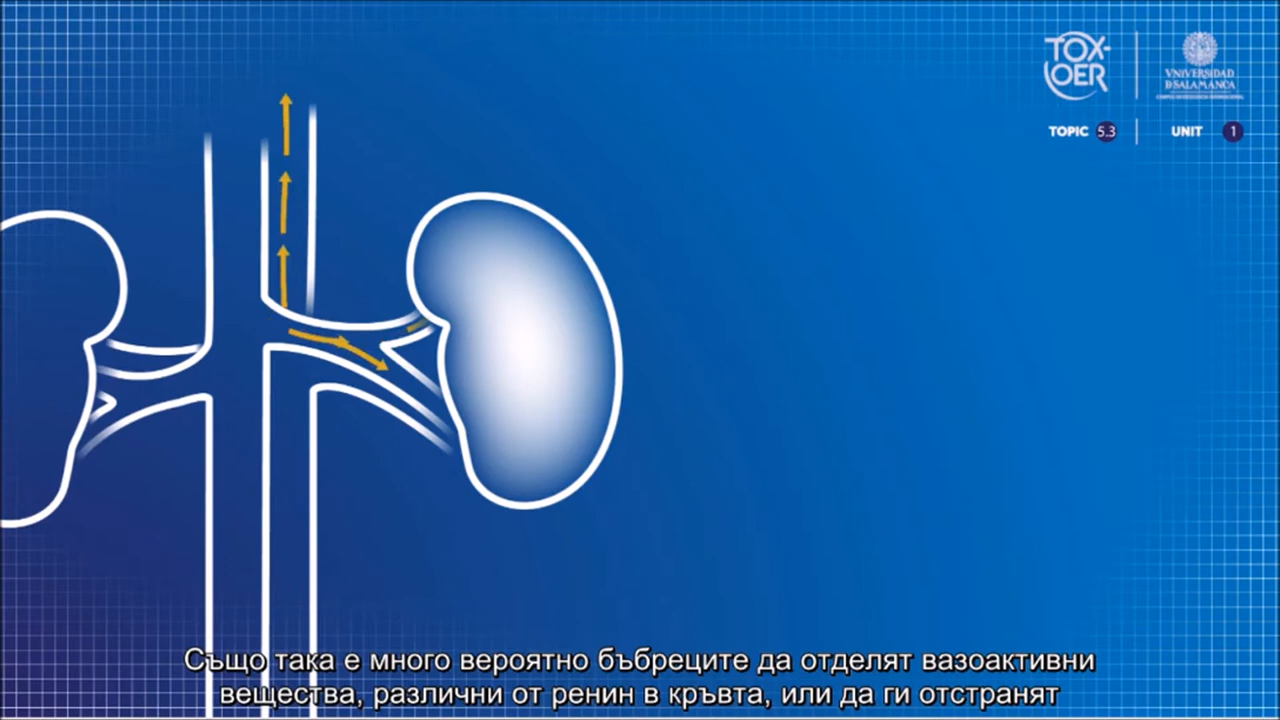 TOX-
OER
VNIVERSIDAD
D SALAMANCA
TOPIC 5.3
UNIT 1
Също така е много вероятно бъбреците да отделят вазоактивни
вещества, различни от ренин в кръвта, или да ги отстранят